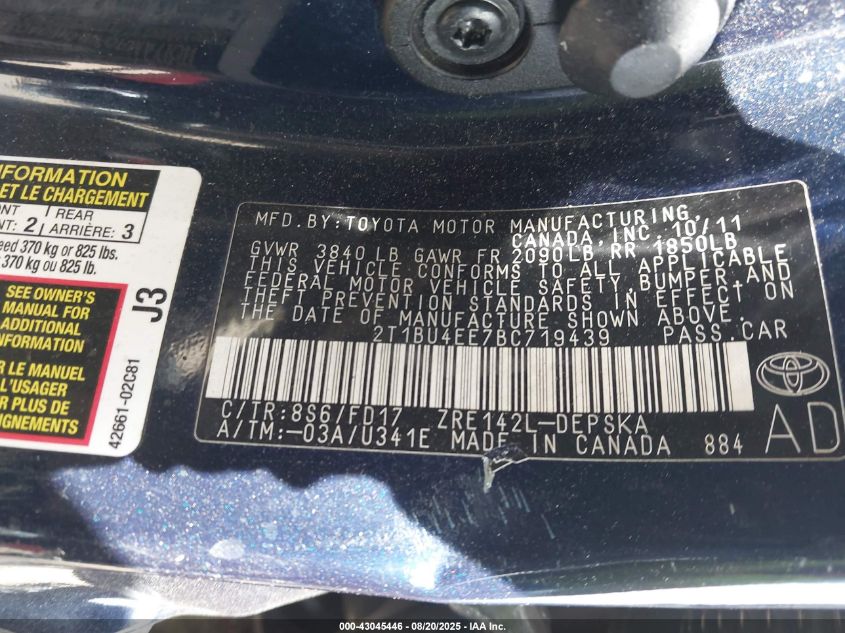 NFORMATION
ET LE CHARGEMENT
NT: 2 REAR
ARRIÈRE: 3
eed 370 kg or 825 lbs.
370 kg ou 825 lb.
SEE OWNER'S
MANUAL FOR
ADDITIONAL
INFORMATION
R LE MANUEL
L'USAGER
R PLUS DE
EIGNEMENTS
J3
42661-02C81
MFD.BY:TOYOTA MOTOR MANUFACTURING,
CANADA, INC. 10/11
GVWR 3840LB GAWR FR 2090LB RR 1850LB
THIS VEHICLE CONFORMS TO ALL APPLICABLE
FEDERAL MOTOR VEHICLE SAFETY,BUMPER,AND
THEFT PREVENTION STANDARDS IN EFFECT ON
THE DATE OF MANUFACTURE SHOWN ABOVE.
2T1BU4EE7BC719439 PASS.CAR
C/TR:8S6/FD17 ZRE142L-DEPSKA
A/TM:-03A/U341E MADE IN CANADA 884
AD
000-43045446 - 08/20/2025 - IAA Inc.